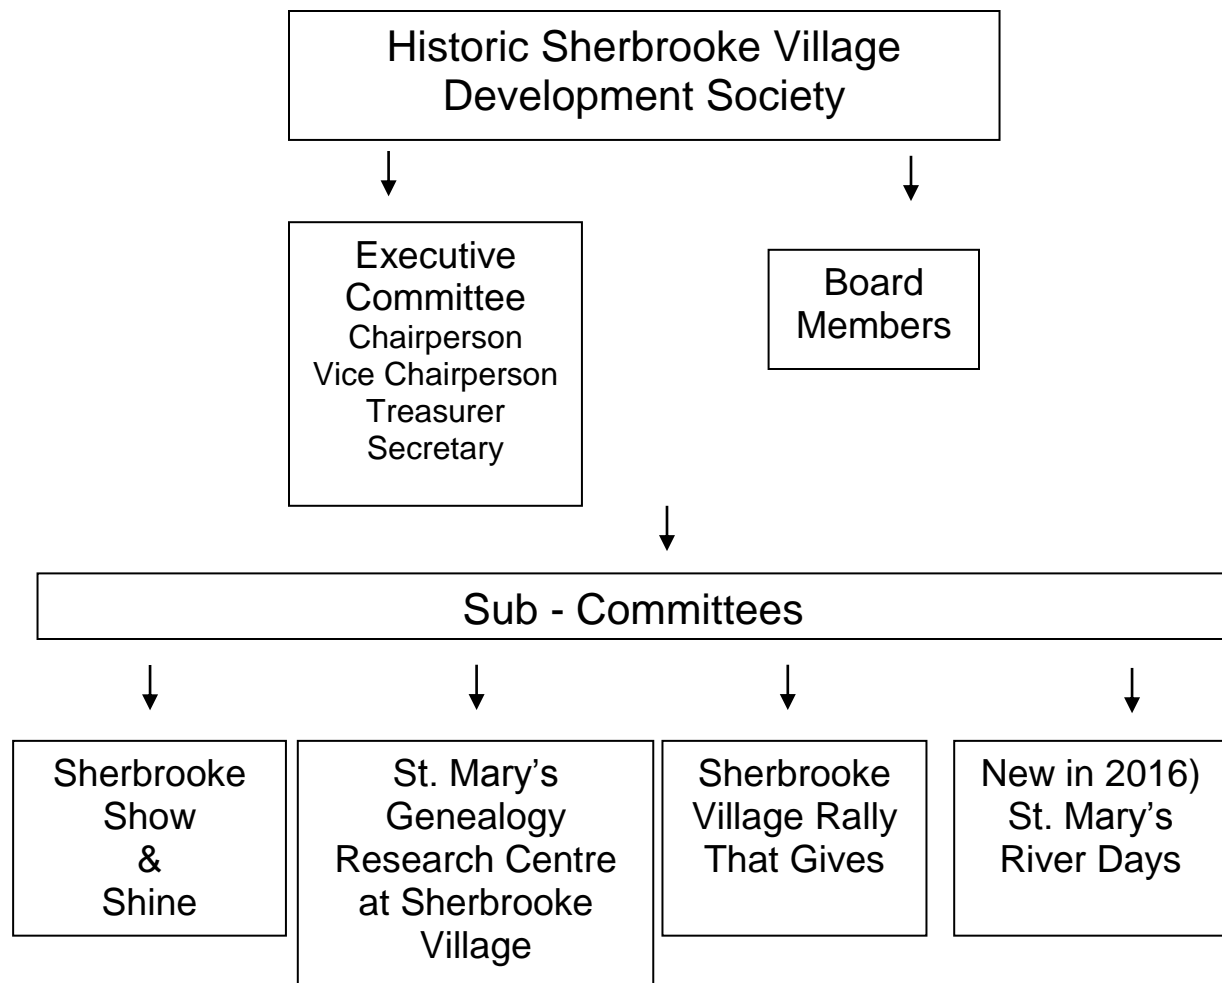 Historic Sherbrooke Village
Development Society
Executive
Committee
Chairperson
Vice Chairperson
Treasurer
Secretary
Board
Members
Sub - Committees
Sherbrooke
Show
&
Shine
St. Mary’s
Genealogy
Research Centre
at Sherbrooke
Village
Sherbrooke
Village Rally
That Gives
New in 2016)
St. Mary’s
River Days